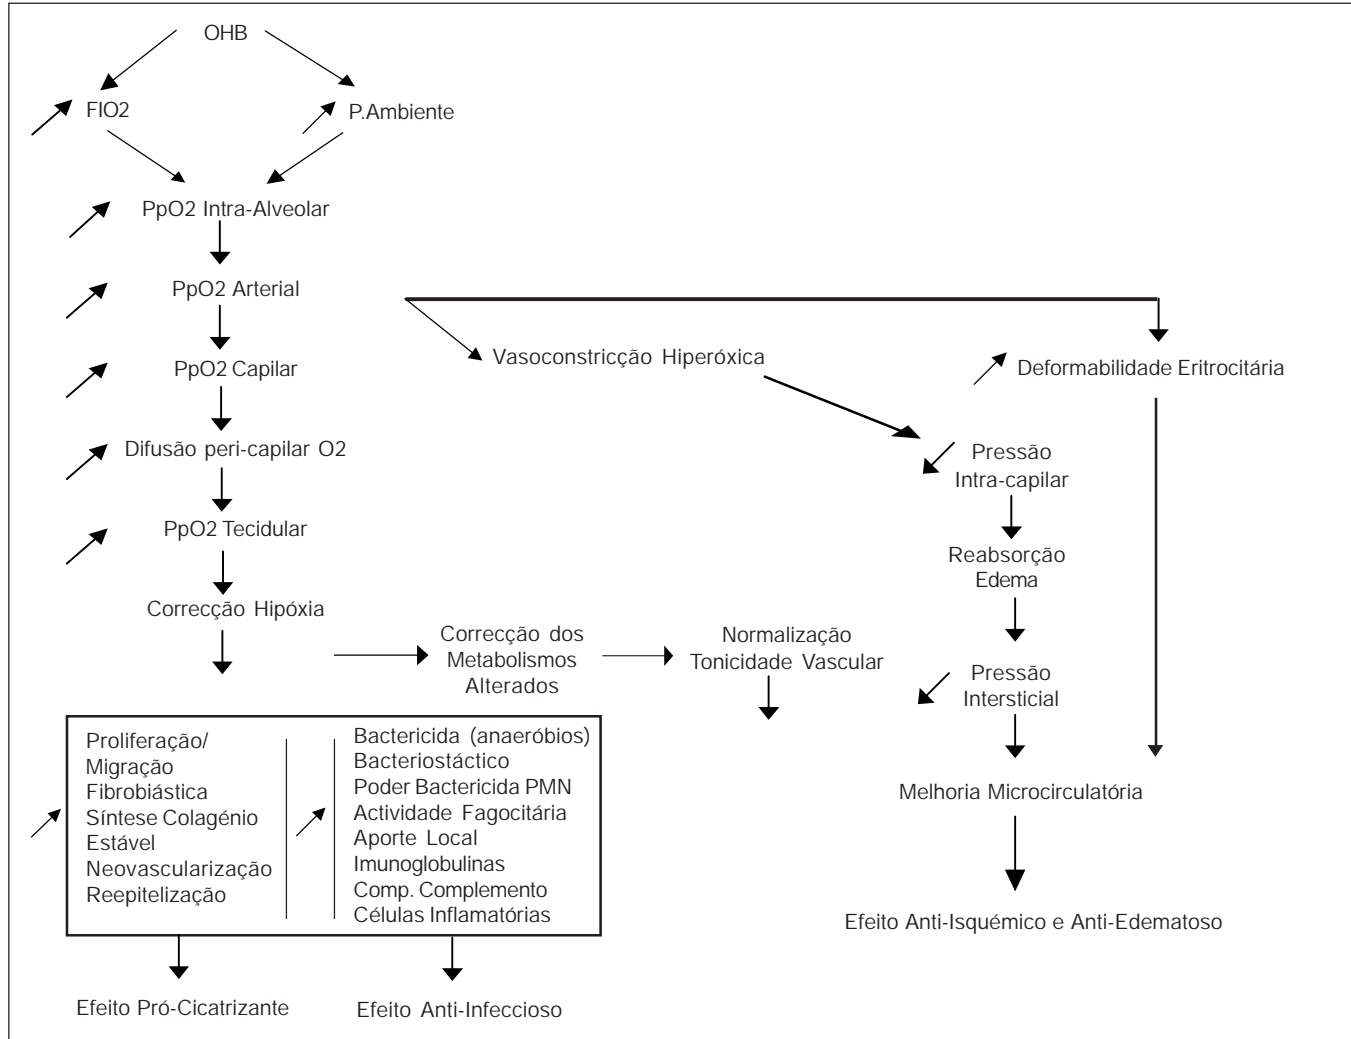 OHB
FIO2
P.Ambiente
PpO2 Intra-Alveolar
PpO2 Arterial
PpO2 Capilar
Difusão peri-capilar O2
PpO2 Tecidular
Correcção Hipóxia
Vasoconstricção Hiperóxica
Deformabilidade Eritrocitária
Pressão
Intra-capilar
Reabsorção
Edema
Correcção dos
Metabolismos
Alterados
Normalização
Tonicidade Vascular
Pressão
Intersticial
Melhoria Microcirculatória
Efeito Anti-Isquémico e Anti-Edematoso
Proliferação/
Migração
Fibrobiástica
Síntese Colagénio
Estável
Neovascularização
Reepitelização
Bactericida (anaeróbios)
Bacteriostáctico
Poder Bactericida PMN
Actividade Fagocitária
Aporte Local
Imunoglobulinas
Comp. Complemento
Células Inflamatórias
Efeito Pró-Cicatrizante
Efeito Anti-Infeccioso